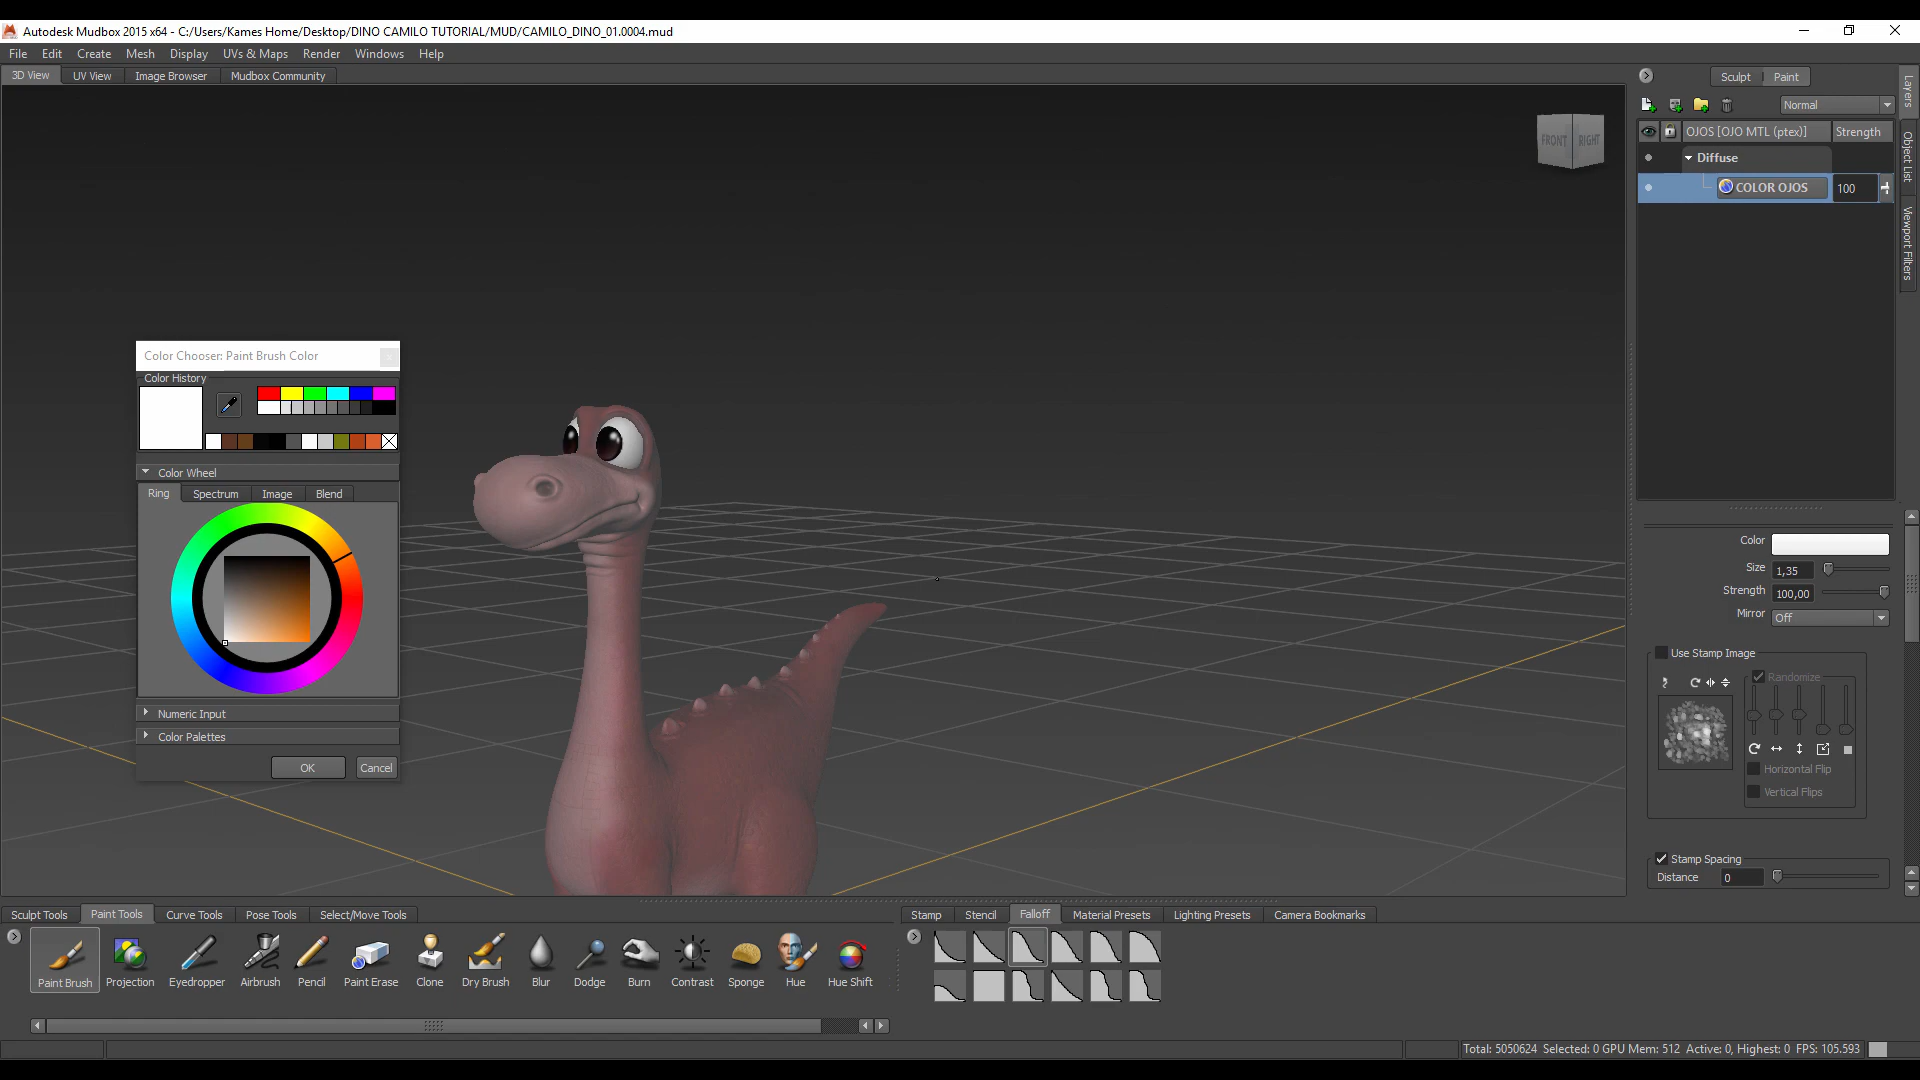 Autodesk Mudbox 2015 x64 - C:/Users/Kames Home/Desktop/DINO CAMILO TUTORIAL/MUD/CAMILO_DINO_01.0004.mud
File Edit Create Mesh Display UVs & Maps Render Windows Help
3D View UV View Image Browser Mudbox Community
Sculpt Paint
Normal
OJOS [OJO MTL (ptex)] Strength
Diffuse
COLOR OJOS 100
Layers
Object List
Viewport Filters
FRONT RIGHT
Color Chooser: Paint Brush Color
Color History
Color Wheel
Ring Spectrum Image Blend
Numeric Input
Color Palettes
OK Cancel
Color
Size 1,35
Strength 100,00
Mirror Off
Use Stamp Image
Randomize
Horizontal Flip
Vertical Flips
Stamp Spacing
Distance 0
Sculpt Tools Paint Tools Curve Tools Pose Tools Select/Move Tools
Paint Brush Projection Eyedropper Airbrush Pencil Paint Erase Clone Dry Brush Blur Dodge Burn Contrast Sponge Hue Hue Shift
Stamp Stencil Falloff Material Presets Lighting Presets Camera Bookmarks
Total: 5050624 Selected: 0 GPU Mem: 512 Active: 0, Highest: 0 FPS: 105.593